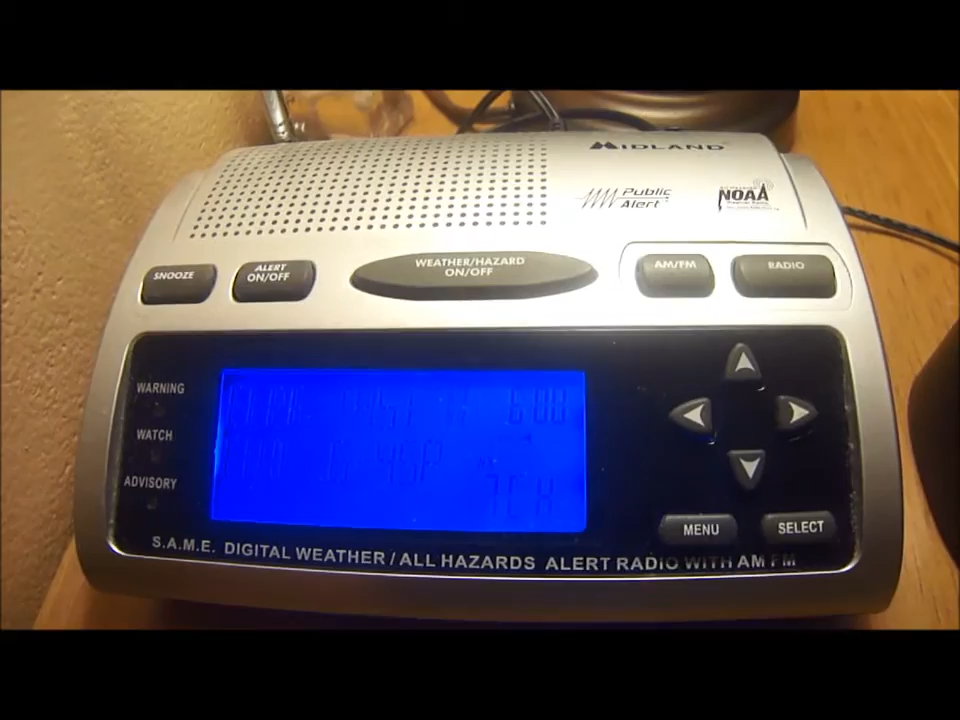 MIDLAND
Public
Alert
NOAA
SNOOZE
ALERT
ON/OFF
WEATHER/HAZARD
ON/OFF
AM/FM
RADIO
WARNING
WATCH
ADVISORY
MENU
SELECT
S.A.M.E. DIGITAL WEATHER/ALL HAZARDS ALERT RADIO WITH AM FM